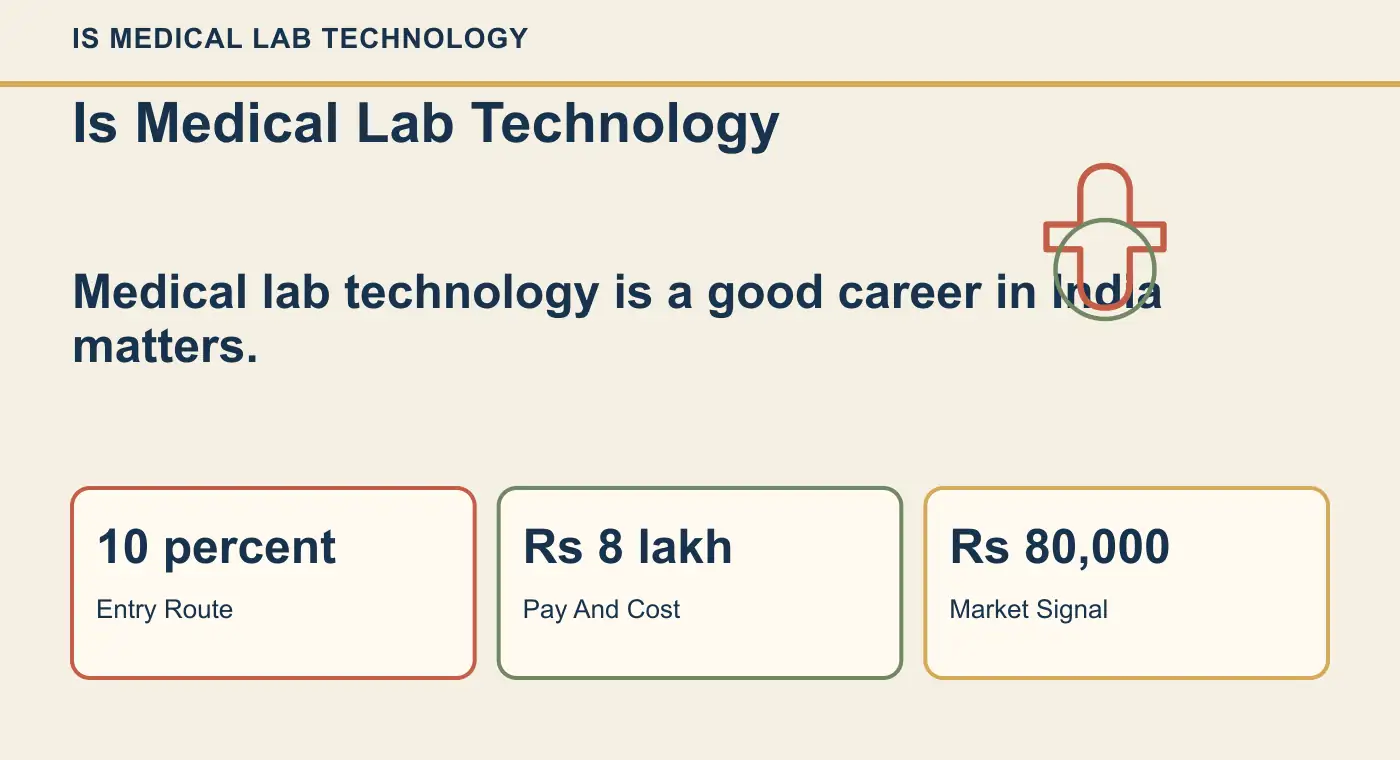 IS MEDICAL LAB TECHNOLOGY
Is Medical Lab Technology
Medical lab technology is a good career in India
matters.
10 percent
Entry Route
Rs 8 lakh
Pay And Cost
Rs 80,000
Market Signal